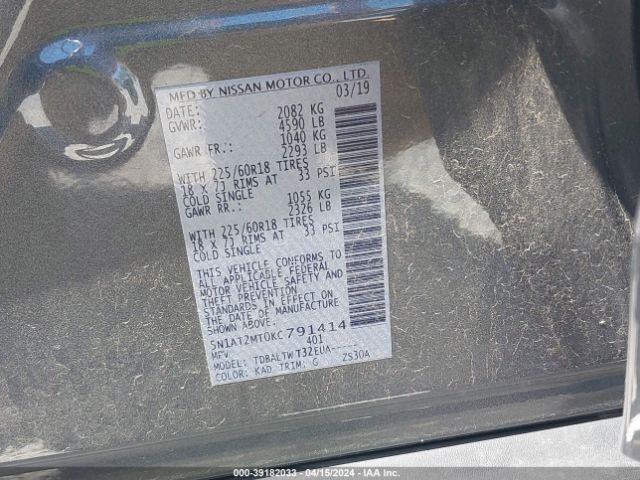 MFD BY NISSAN MOTOR CO., LTD.
DATE: 03/19
GVWR: 2082 KG
4590 LB
GAWR FR.: 1040 KG
2293 LB
WITH 225/60R18 TIRES
18 X 7J RIMS AT 33 PSI
COLD SINGLE
GAWR RR.: 1055 KG
2326 LB
WITH 225/60R18 TIRES
18 X 7J RIMS AT 33 PSI
COLD SINGLE
THIS VEHICLE CONFORMS TO
ALL APPLICABLE FEDERAL
MOTOR VEHICLE SAFETY AND
THEFT PREVENTION
STANDARDS IN EFFECT ON
THE DATE OF MANUFACTURE
SHOWN ABOVE.
5N1AT2MT0KC791414
MPV 401
MODEL: TDBALTWT32EUA-----
COLOR: KAD TRIM: G ZS30A
000-39182033 - 04/15/2024 - IAA Inc.